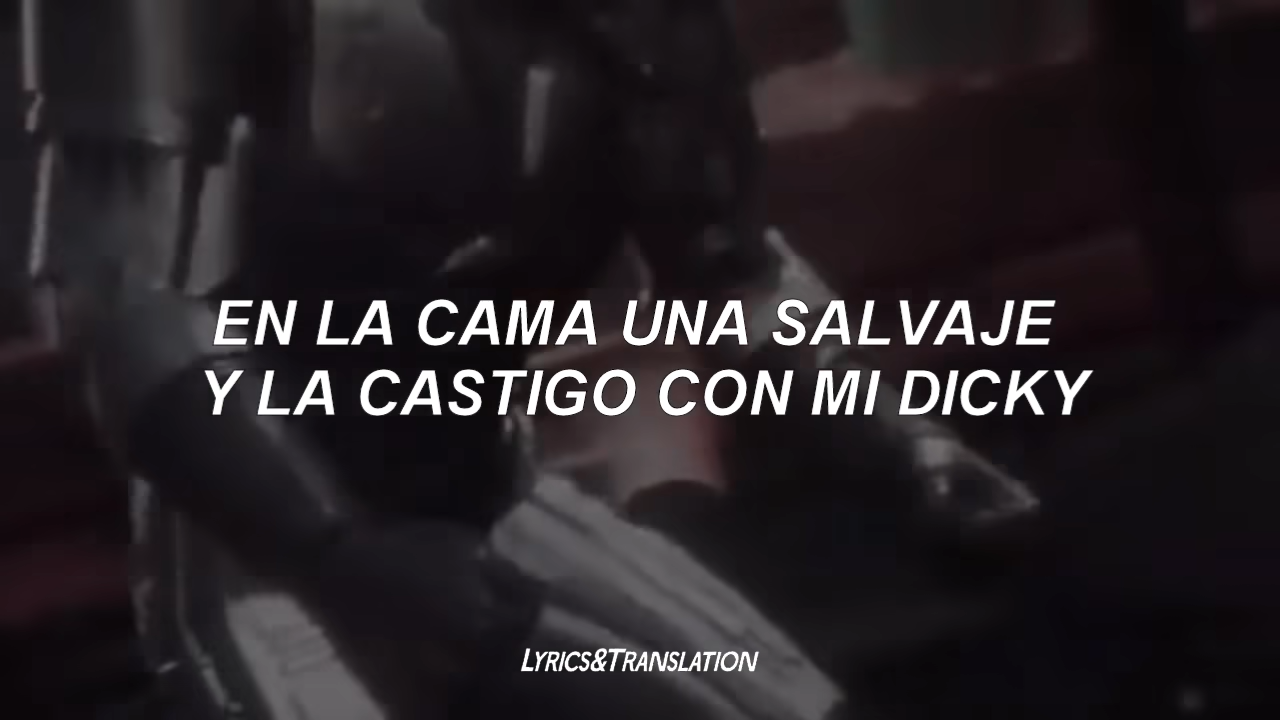 EN LA CAMA UNA SALVAJE
Y LA CASTIGO CON MI DICKY
LYRICS&TRANSLATION